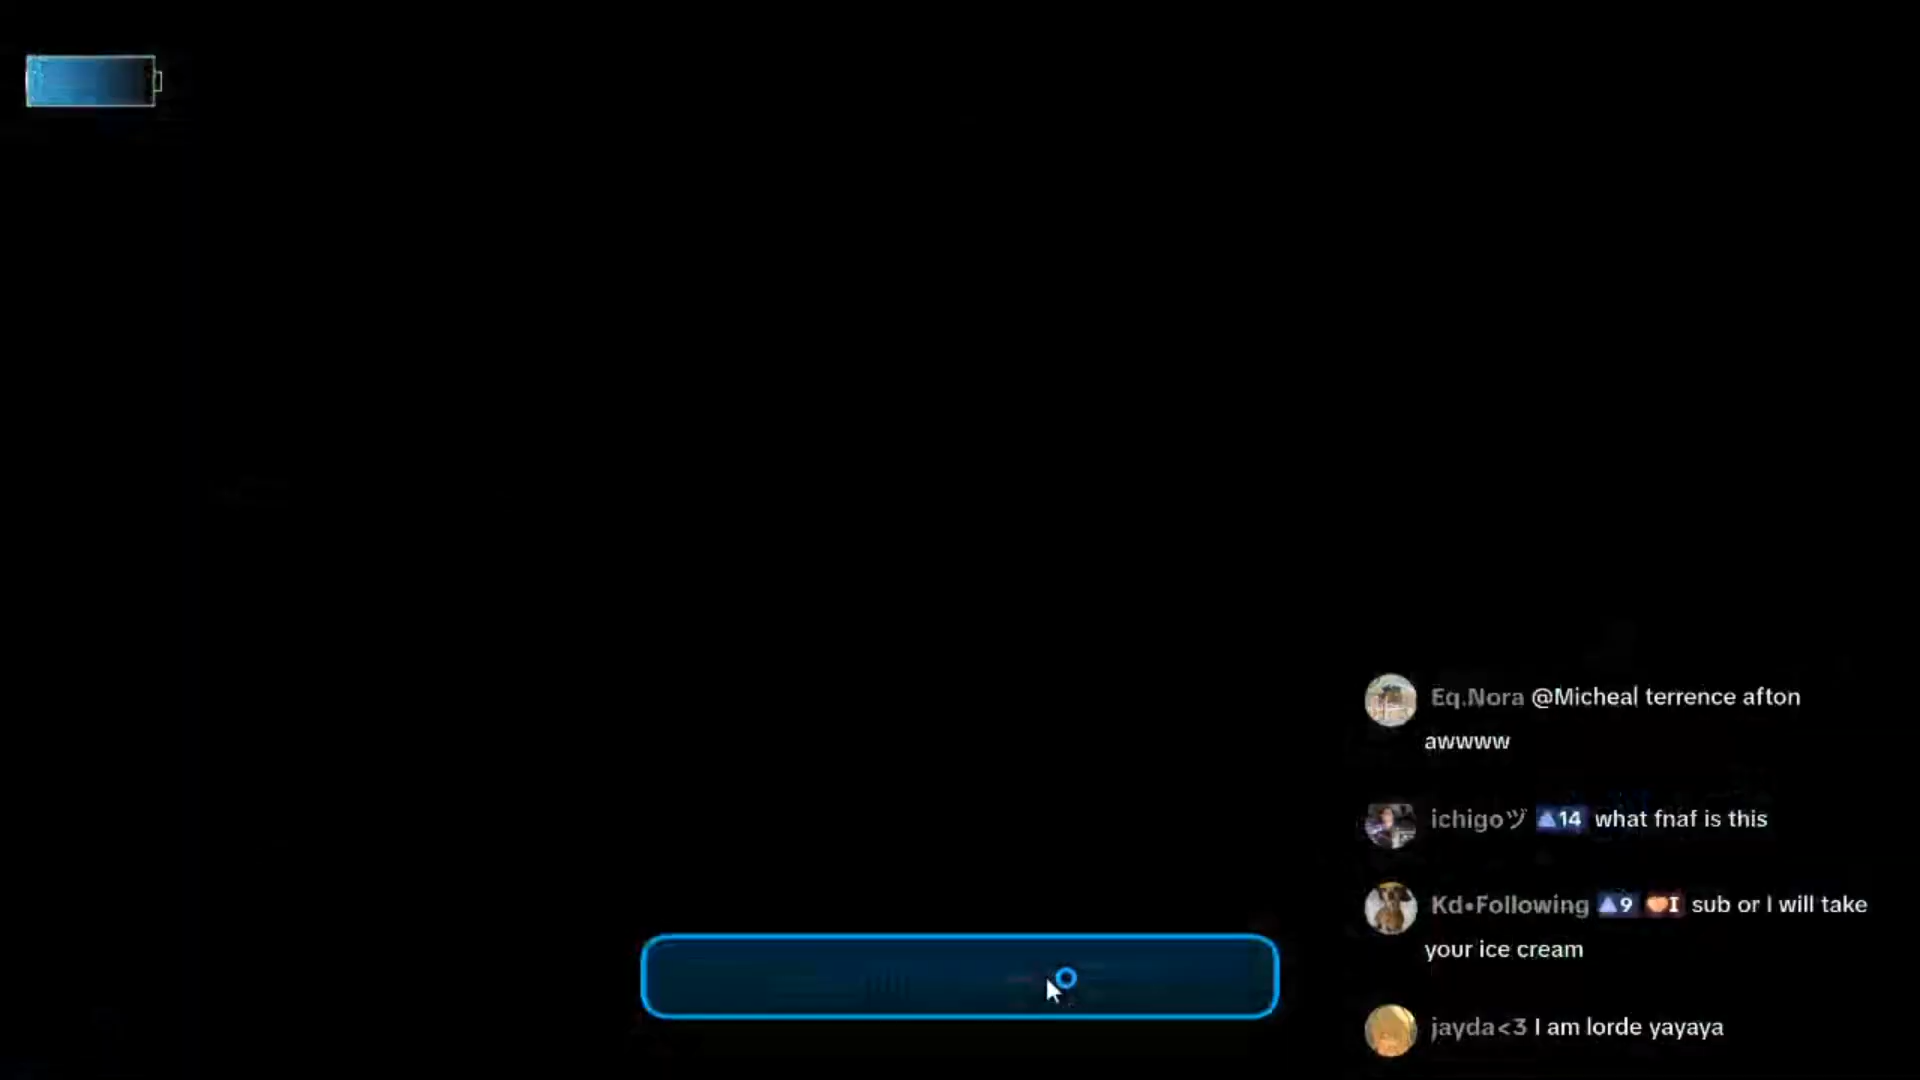 Eq.Nora @Micheal terrence afton
awwww
ichigoヅ 14 what fnaf is this
Kd•Following 9 I sub or I will take
your ice cream
jayda<3 I am lorde yayaya